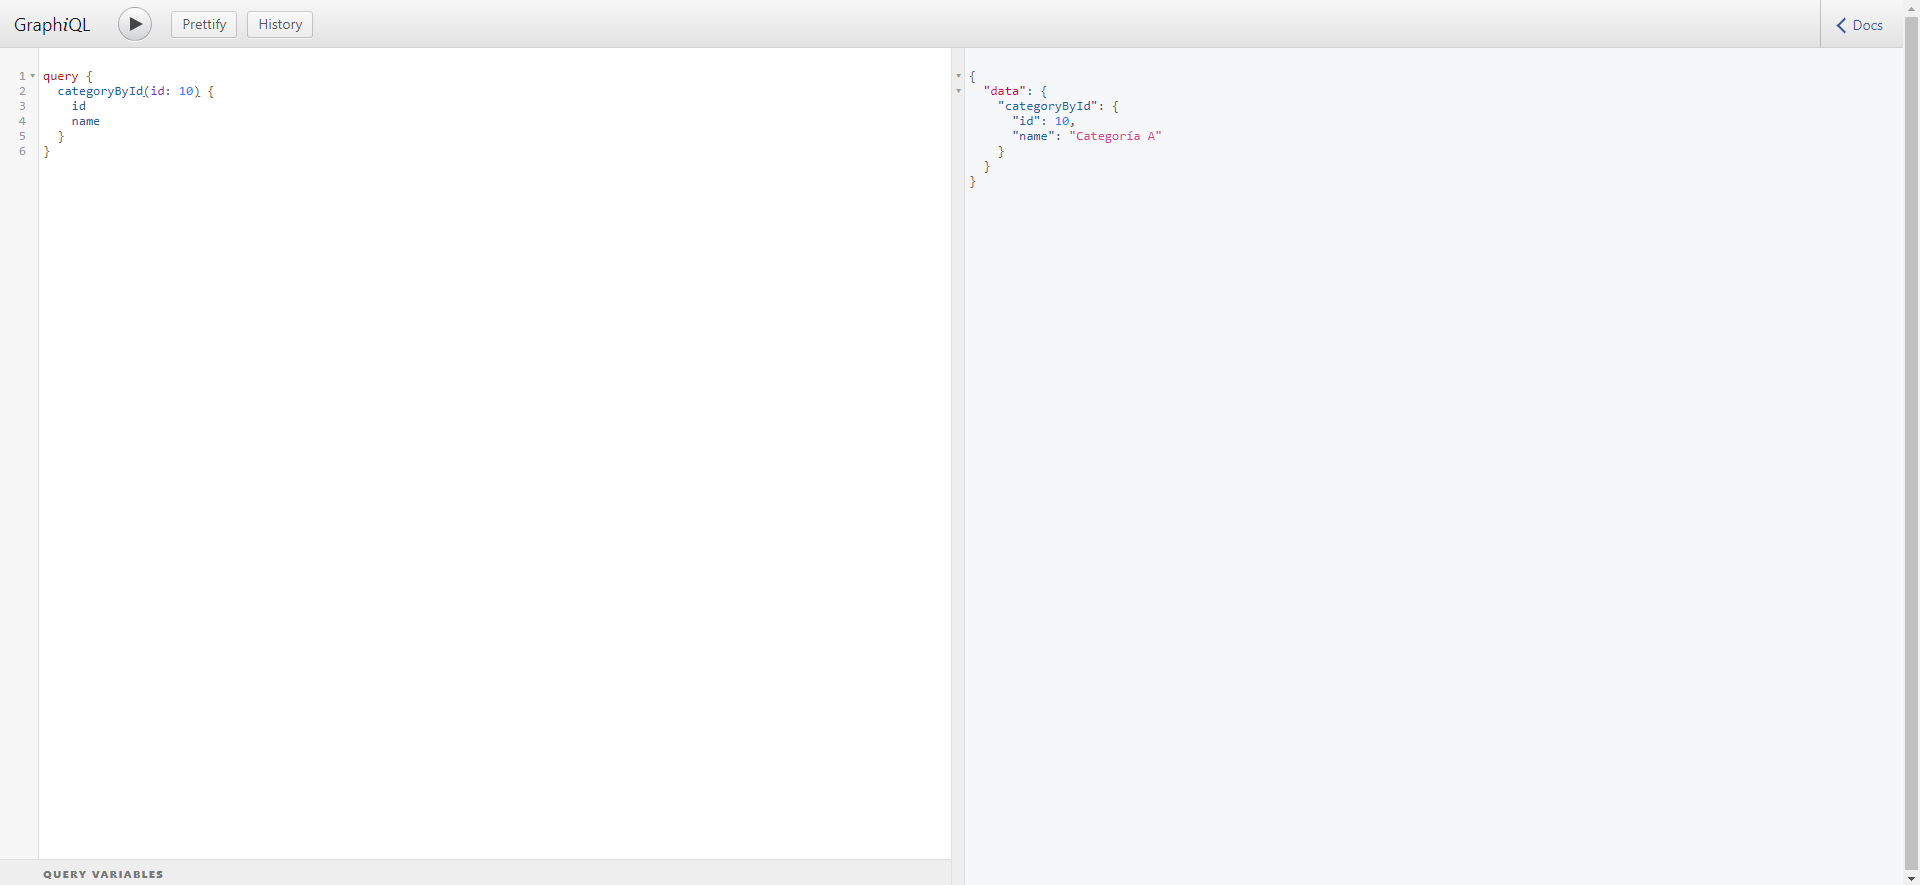 GraphiQL Prettify History Docs
1 query {
2   categoryById(id: 10) {
3     id
4     name
5   }
6 }
QUERY VARIABLES
{
  "data": {
    "categoryById": {
      "id": 10,
      "name": "Categoría A"
    }
  }
}